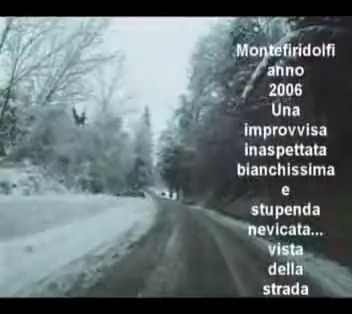 Montefiridolfi
anno
2006
Una
improvvisa
inaspettata
bianchissima
e
stupenda
nevicata...
vista
della
strada